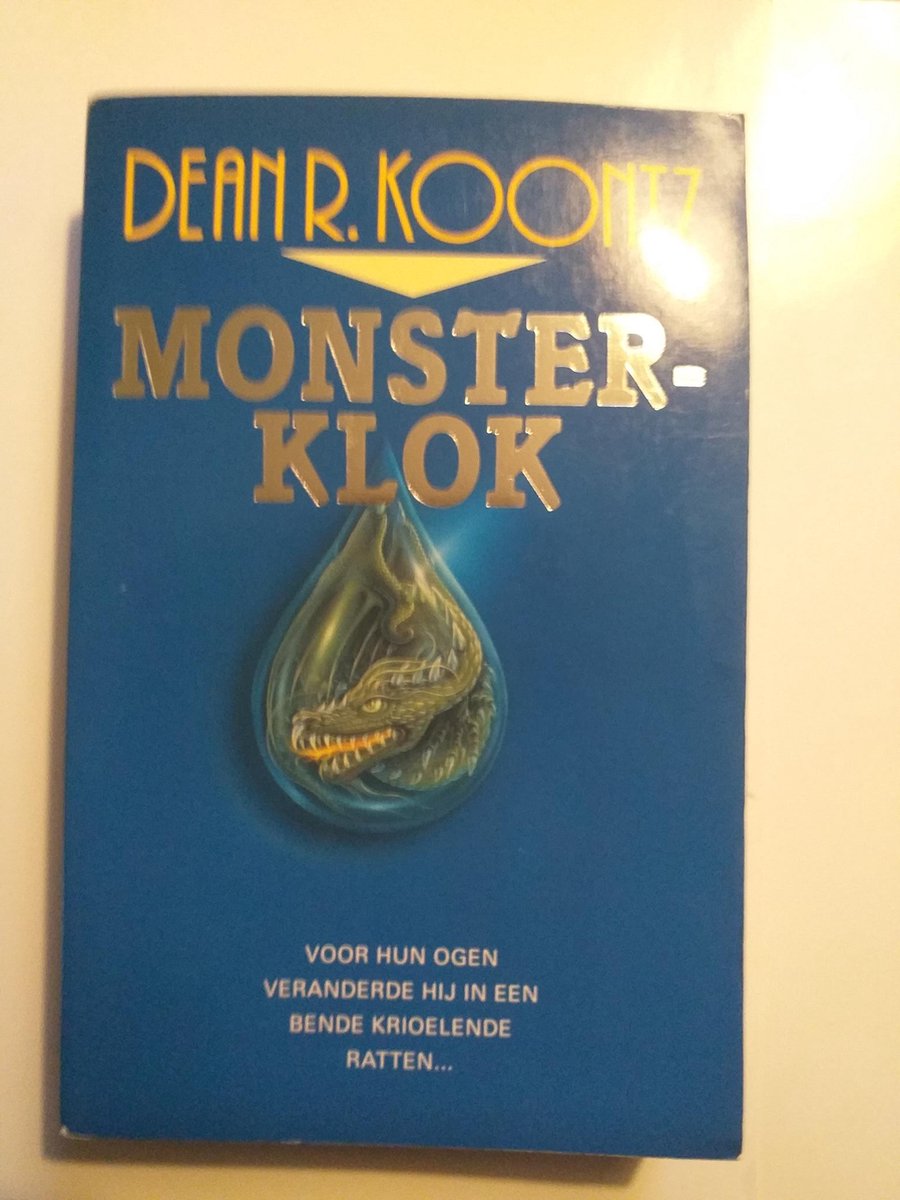 DEAN R. KOONTZ
MONSTER-
KLOK
VOOR HUN OGEN
VERANDERDE HIJ IN EEN
BENDE KRIOELENDE
RATTEN...